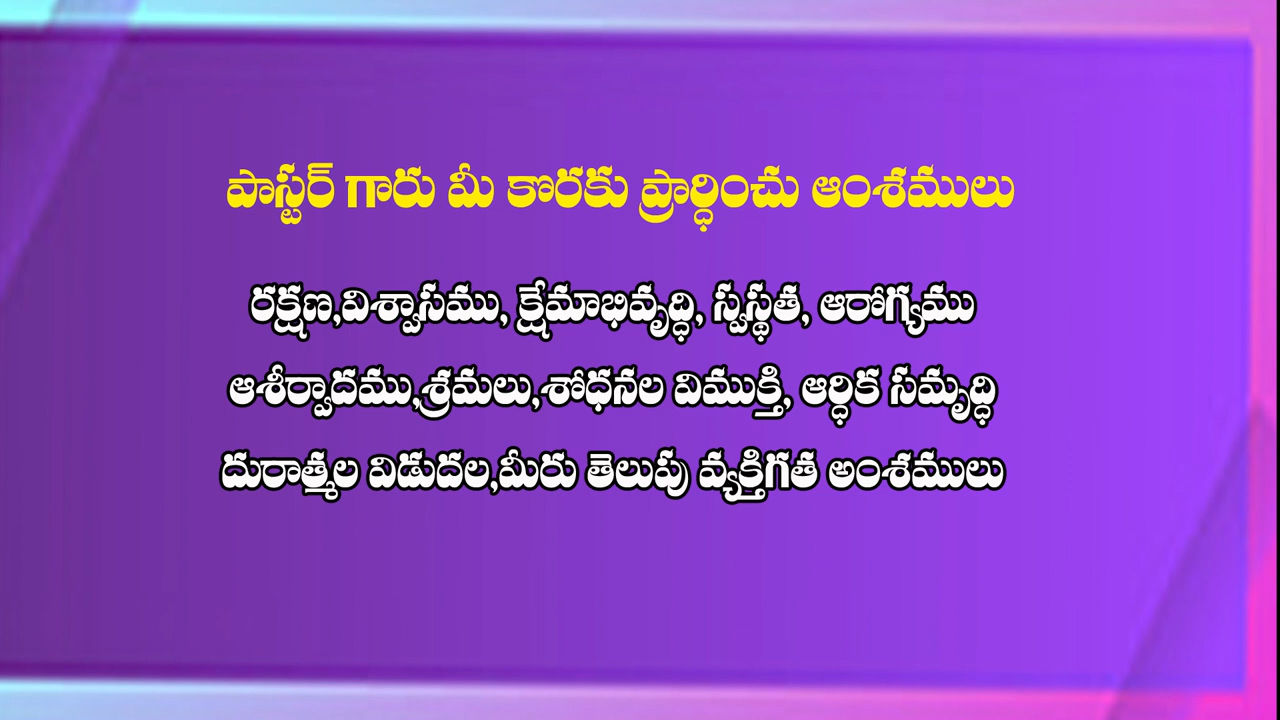 పాస్టర్ గారు మీ కొరకు ప్రార్ధించు ఆంశములు
రక్షణ,విశ్వాసము, క్షేమాభివృద్ధి, స్వస్థత, ఆరోగ్యము
ఆశీర్వాదము,శ్రమలు,శోధనల విముక్తి, ఆర్ధిక సమృద్ధి
దురాత్మల విడుదల,మీరు తెలుపు వ్యక్తిగత అంశములు